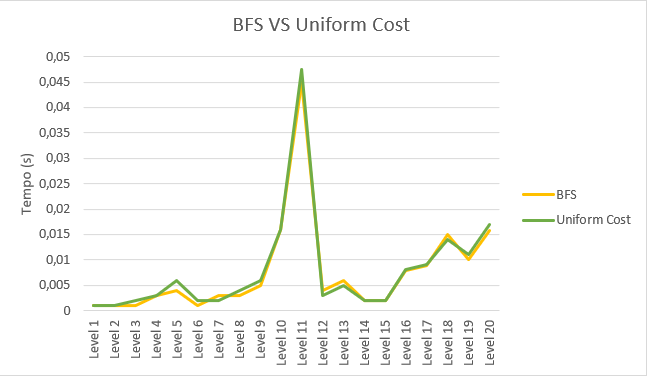 BFS VS Uniform Cost
0,05
0,045
0,04
0,035
0,03
0,025
0,02
0,015
0,01
0,005
0
Tempo (s)
Level 1
Level 2
Level 3
Level 4
Level 5
Level 6
Level 7
Level 8
Level 9
Level 10
Level 11
Level 12
Level 13
Level 14
Level 15
Level 16
Level 17
Level 18
Level 19
Level 20
BFS
Uniform Cost